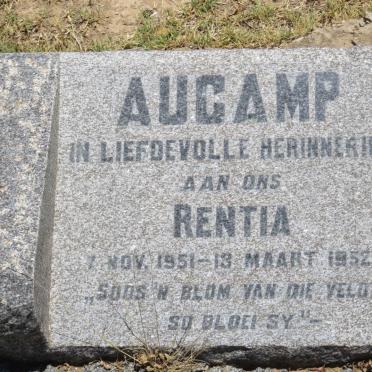 AUCAMP
IN LIEFDEVOLLE HERINNERIN
AAN ONS
RENTIA
7 NOV. 1951-13 MAART 1952
„SOOS 'N BLOM VAN DIE VELD
SO BLOEI SY"-